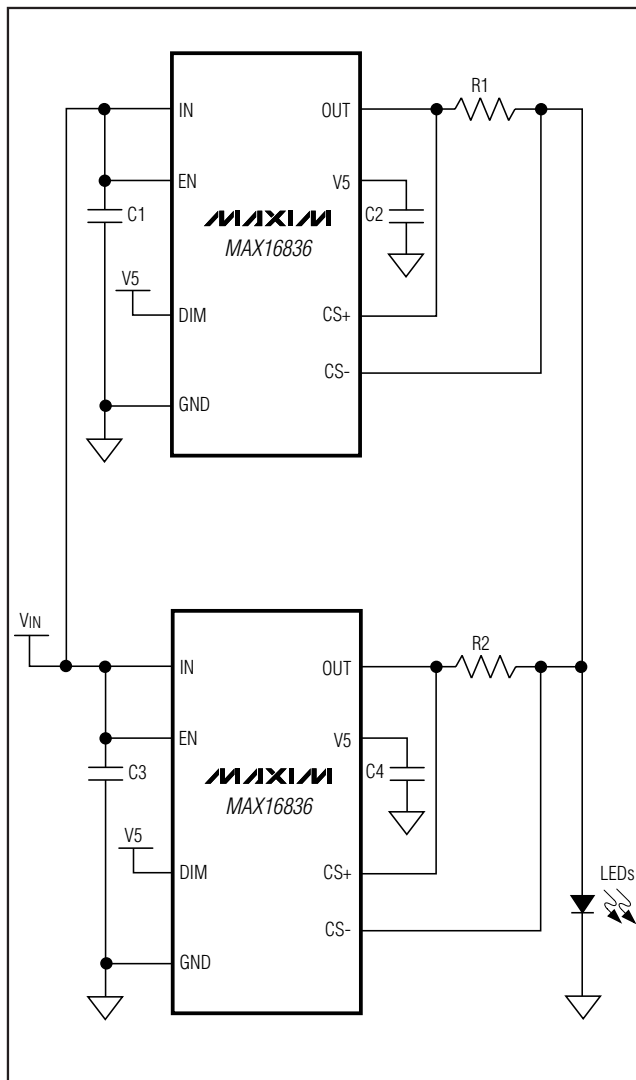 R1
IN
OUT
EN
V5
C1
C2
MAXIM
MAX16836
V5
DIM
CS+
CS-
GND
VIN
R2
IN
OUT
EN
V5
C3
C4
MAXIM
MAX16836
V5
DIM
CS+
LEDs
CS-
GND